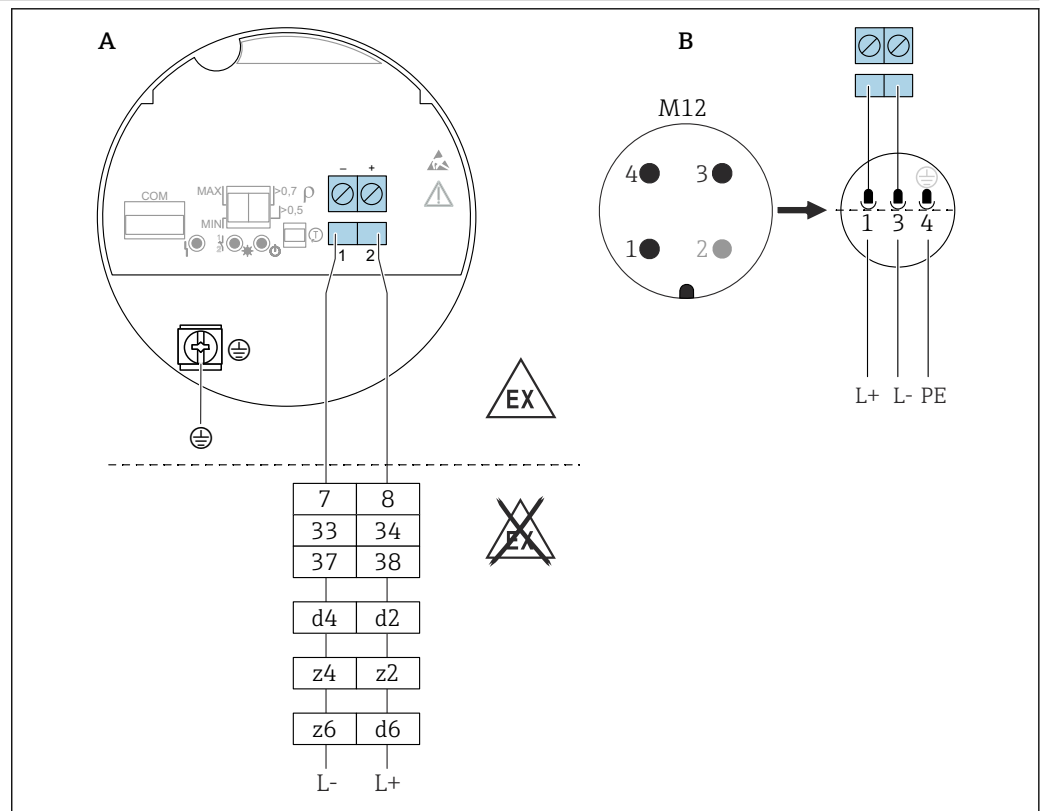 A
B
M12
4 3
1 2
1 3 4
L+ L- PE
- +
COM
MAX
MIN
>0,7 ρ
>0,5
1 2
EX
7 8
33 34
37 38
EX
d4 d2
z4 z2
z6 d6
L- L+